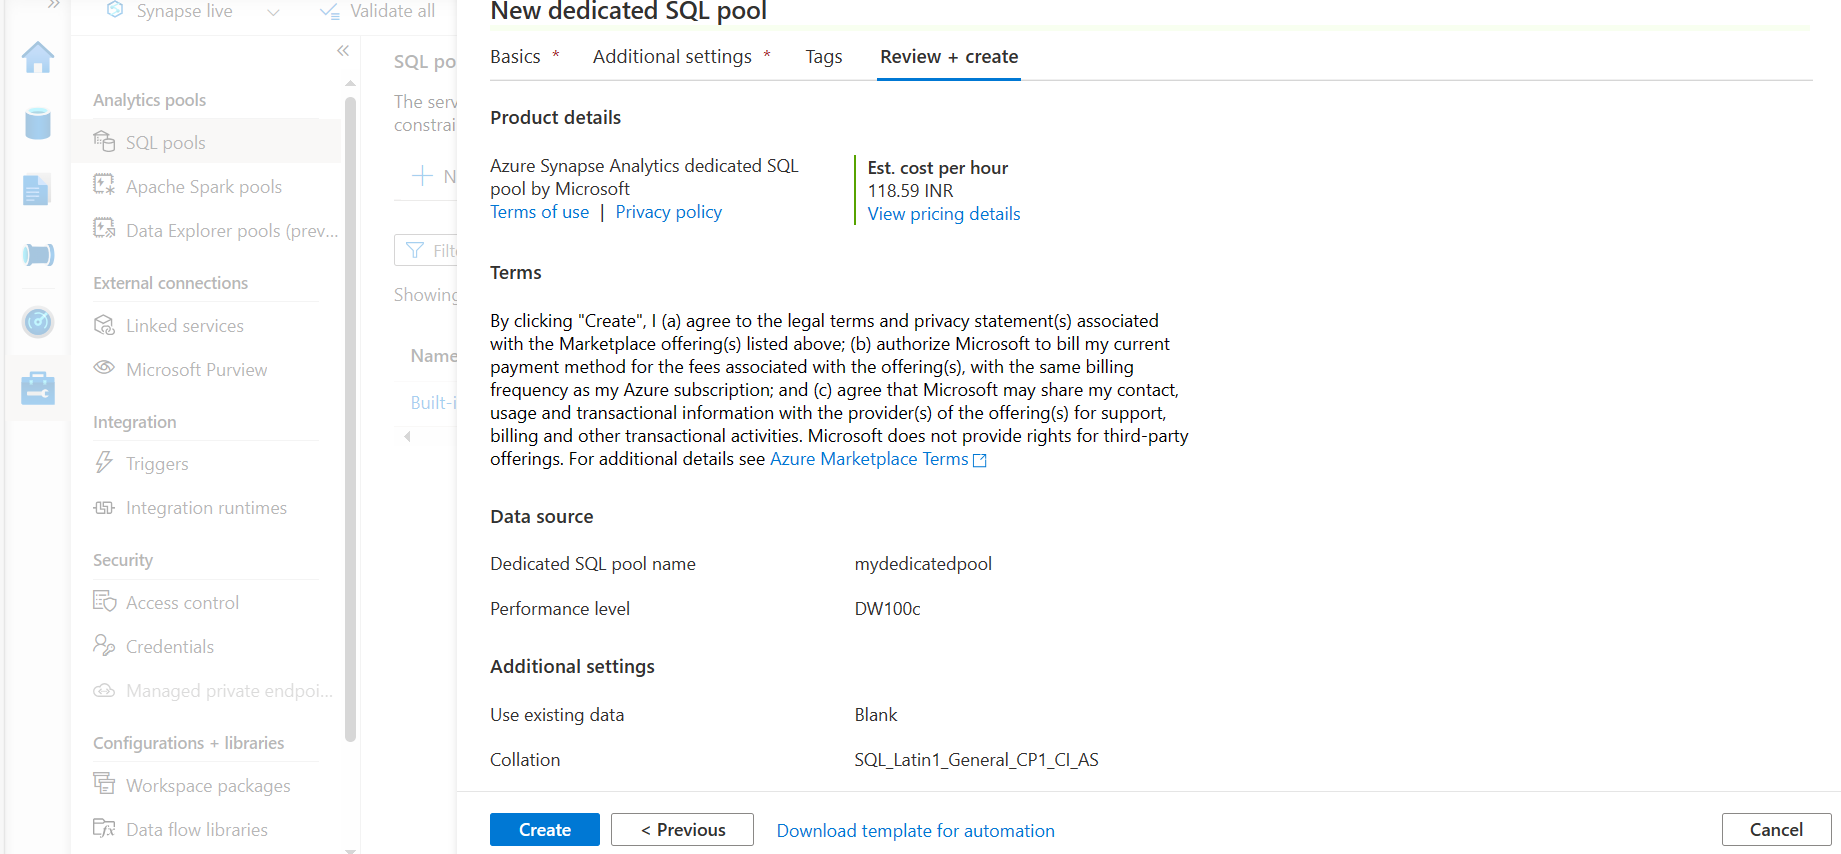 Synapse live
Validate all
Analytics pools
SQL pools
Apache Spark pools
Data Explorer pools (prev...
External connections
Linked services
Microsoft Purview
Integration
Triggers
Integration runtimes
Security
Access control
Credentials
Managed private endpoi...
Configurations + libraries
Workspace packages
Data flow libraries
SQL po
The serv
constrai
N
Filte
Showing
Name
Built-i
New dedicated SQL pool
Basics * Additional settings * Tags Review + create
Product details
Azure Synapse Analytics dedicated SQL
pool by Microsoft
Terms of use | Privacy policy
Est. cost per hour
118.59 INR
View pricing details
Terms
By clicking "Create", I (a) agree to the legal terms and privacy statement(s) associated
with the Marketplace offering(s) listed above; (b) authorize Microsoft to bill my current
payment method for the fees associated with the offering(s), with the same billing
frequency as my Azure subscription; and (c) agree that Microsoft may share my contact,
usage and transactional information with the provider(s) of the offering(s) for support,
billing and other transactional activities. Microsoft does not provide rights for third-party
offerings. For additional details see Azure Marketplace Terms
Data source
Dedicated SQL pool name mydedicatedpool
Performance level DW100c
Additional settings
Use existing data Blank
Collation SQL_Latin1_General_CP1_CI_AS
Create < Previous Download template for automation Cancel